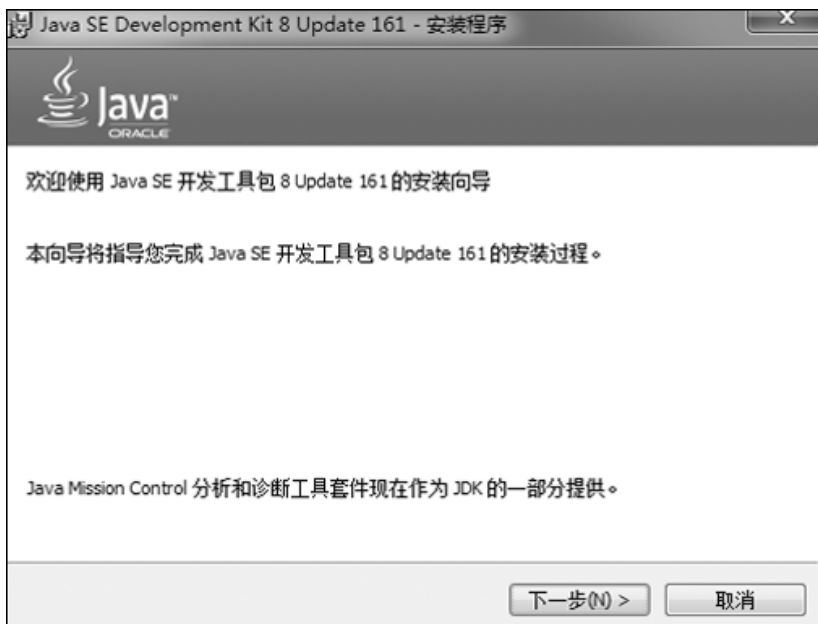 Java SE Development Kit 8 Update 161 - 安装程序
Java™
ORACLE
欢迎使用 Java SE 开发工具包 8 Update 161 的安装向导
本向导将指导您完成 Java SE 开发工具包 8 Update 161 的安装过程。
Java Mission Control 分析和诊断工具套件现在作为 JDK 的一部分提供。
下一步(N) > 取消